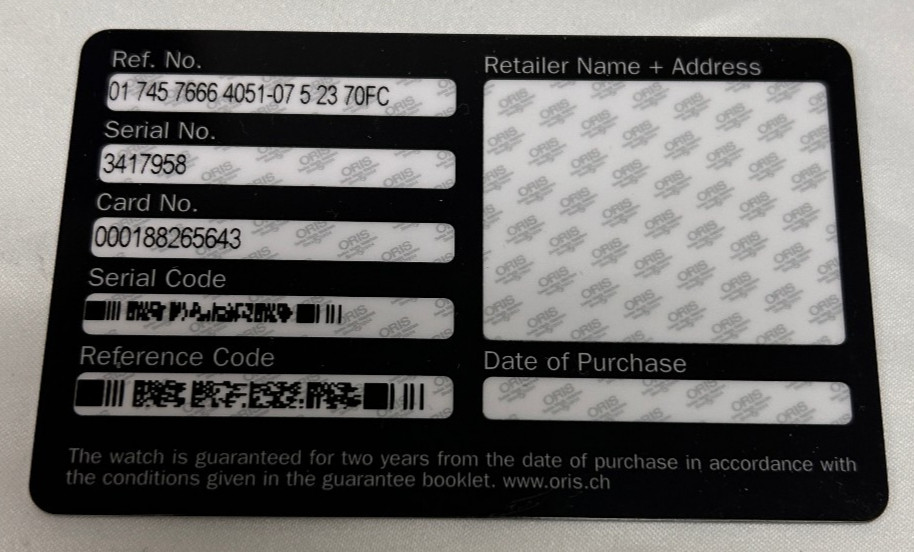 Ref. No.
01 745 7666 4051-07 5 23 70FC
Serial No.
3417958
Card No.
000188265643
Serial Code
Reference Code
Retailer Name + Address
Date of Purchase
The watch is guaranteed for two years from the date of purchase in accordance with
the conditions given in the guarantee booklet. www.oris.ch